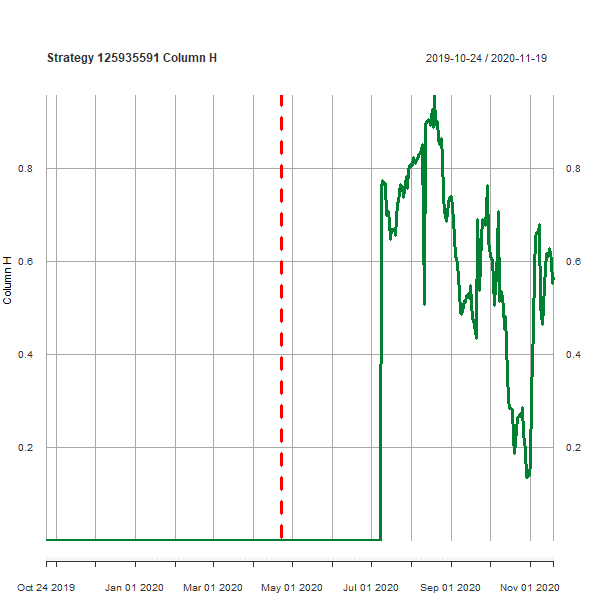 Strategy 125935591 Column H
2019-10-24 / 2020-11-19
0.8
0.8
0.6
0.6
Column H
0.4
0.4
0.2
0.2
Oct 24 2019
Jan 01 2020
Mar 01 2020
May 01 2020
Jul 01 2020
Sep 01 2020
Nov 01 2020